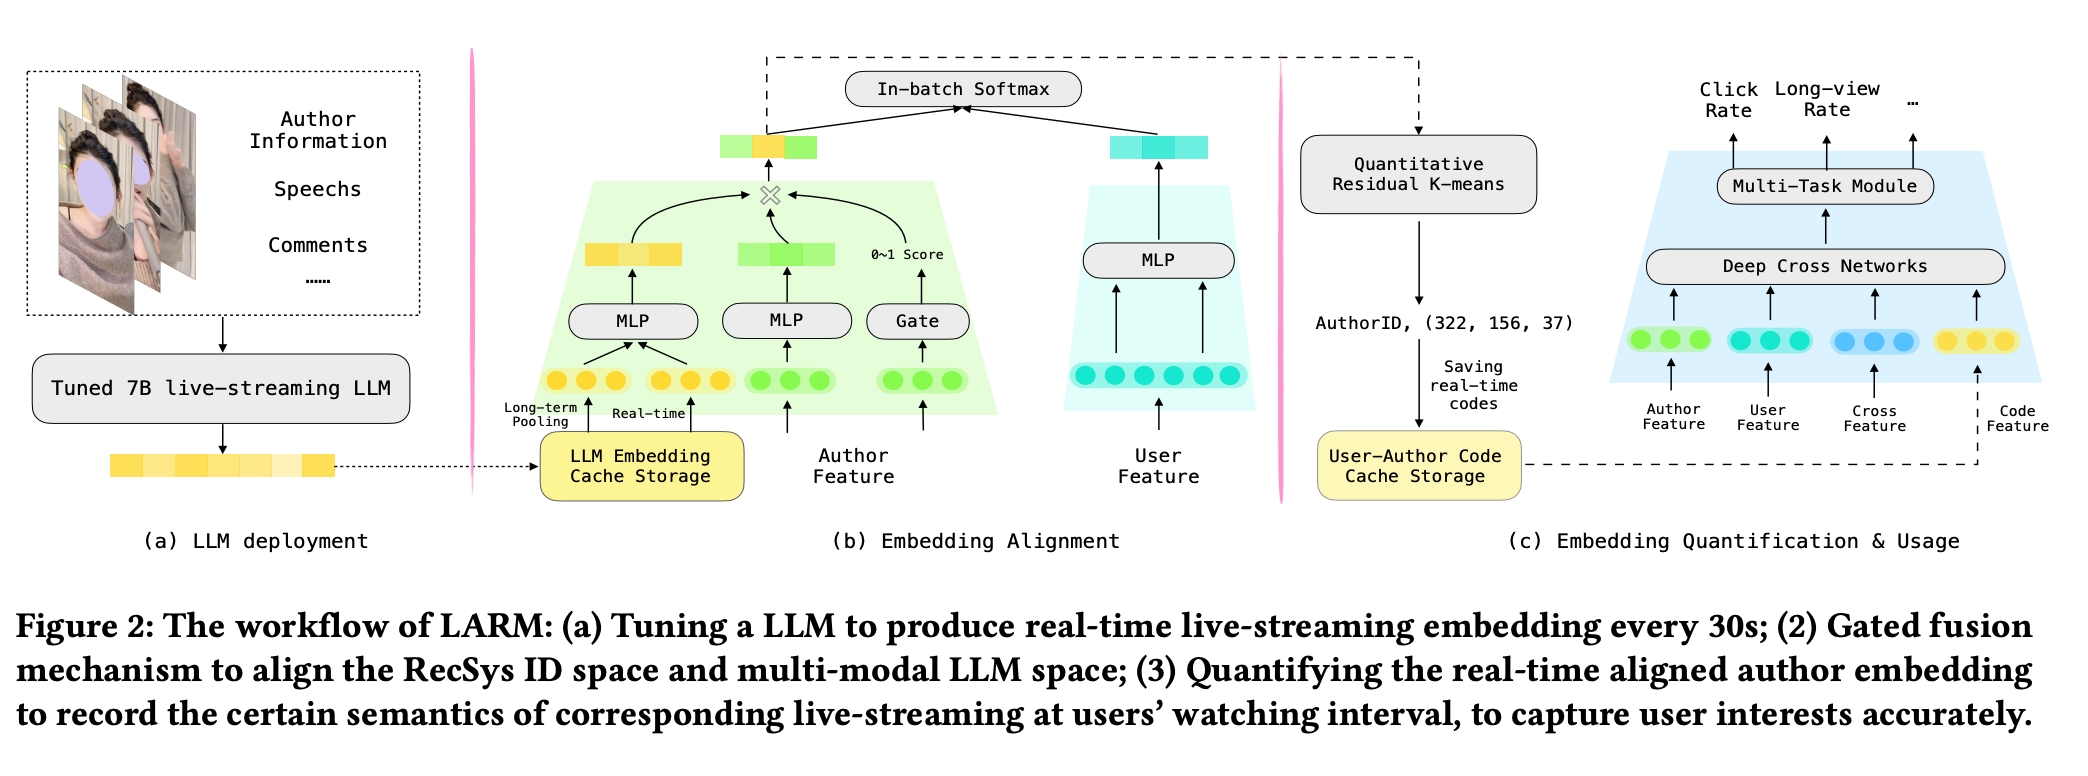 Author
Information
Speechs
Comments
......
Tuned 7B live-streaming LLM
(a) LLM deployment
In-batch Softmax
0~1 Score
MLP
MLP
Gate
MLP
Long-term
Pooling
Real-time
LLM Embedding
Cache Storage
Author
Feature
User
Feature
(b) Embedding Alignment
Quantitative
Residual K-means
AuthorID, (322, 156, 37)
Saving
real-time
codes
User-Author Code
Cache Storage
Click
Rate
Long-view
Rate
…
Multi-Task Module
Deep Cross Networks
Author
Feature
User
Feature
Cross
Feature
Code
Feature
(c) Embedding Quantification & Usage
Figure 2: The workflow of LARM: (a) Tuning a LLM to produce real-time live-streaming embedding every 30s; (2) Gated fusion
mechanism to align the RecSys ID space and multi-modal LLM space; (3) Quantifying the real-time aligned author embedding
to record the certain semantics of corresponding live-streaming at users’ watching interval, to capture user interests accurately.